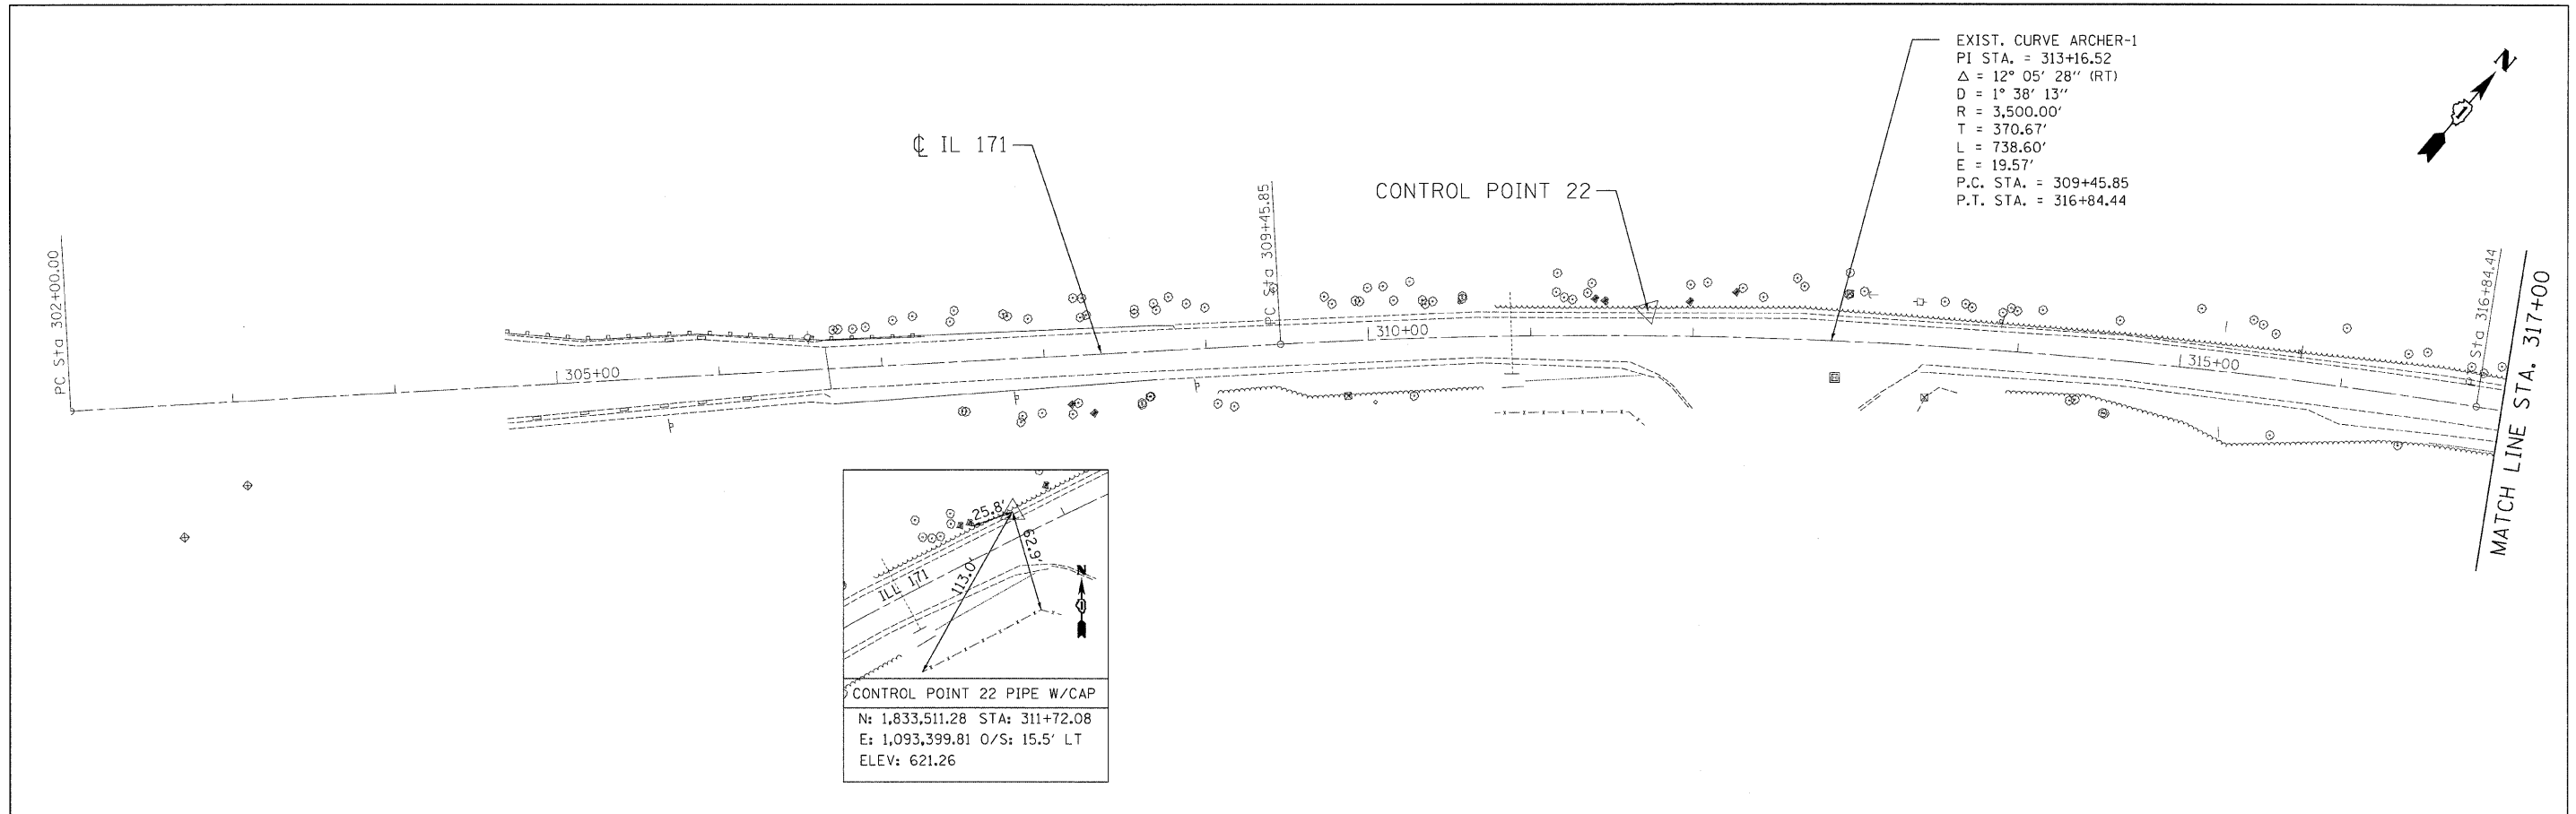 EXIST. CURVE ARCHER-1
PI STA. = 313+16.52
Δ = 12° 05' 28'' (RT)
D = 1° 38' 13''
R = 3,500.00'
T = 370.67'
L = 738.60'
E = 19.57'
P.C. STA. = 309+45.85
P.T. STA. = 316+84.44
N
℄ IL 171
CONTROL POINT 22
PC Sta 302+00.00
PC Sta 309+45.85
Sta 316+84.44
MATCH LINE STA. 317+00
305+00
310+00
315+00
25.8'
62.9'
113.0'
ILL 171
N
CONTROL POINT 22 PIPE W/CAP
N: 1,833,511.28 STA: 311+72.08
E: 1,093,399.81 O/S: 15.5' LT
ELEV: 621.26